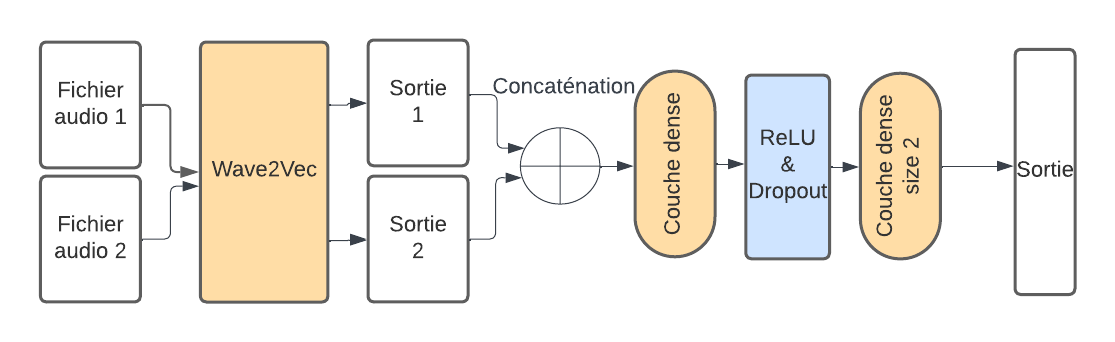 Fichier
audio 1
Fichier
audio 2
Wave2Vec
Sortie
1
Sortie
2
Concaténation
Couche dense
ReLU
&
Dropout
Couche dense
size 2
Sortie